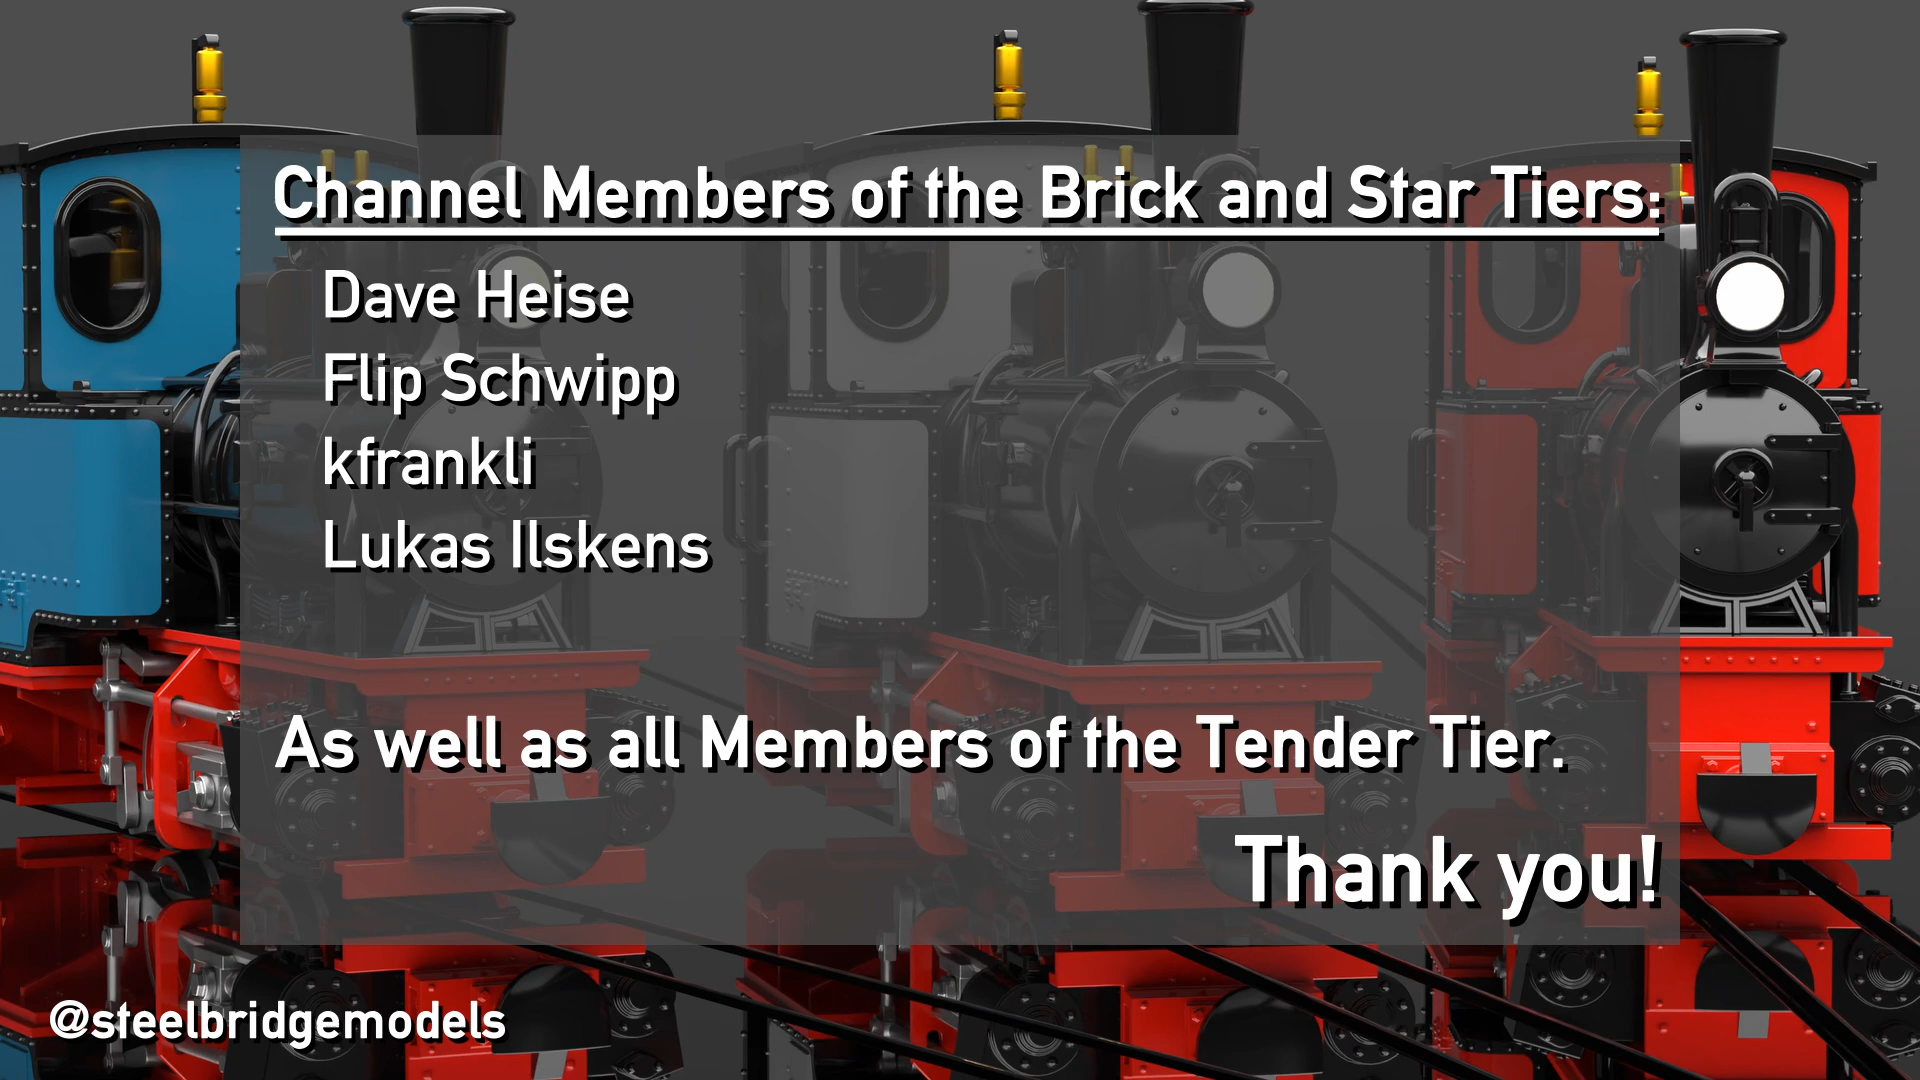 Channel Members of the Brick and Star Tiers:
Dave Heise
Flip Schwipp
kfrankli
Lukas Ilskens
As well as all Members of the Tender Tier.
Thank you!
@steelbridgemodels